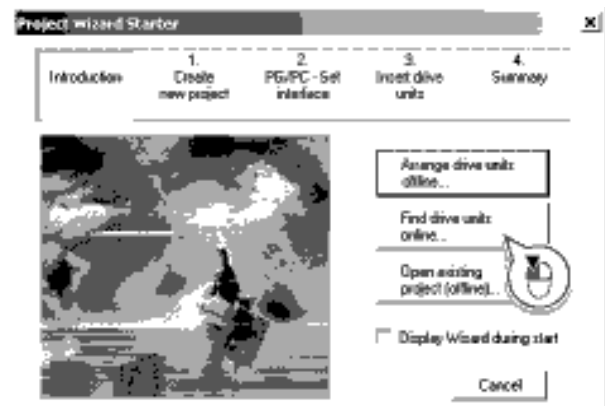 Project Wizard Starter
Introduction
1.
Create
new project
2.
PG/PC - Set
interface
3.
Insert drive
units
4.
Summary
Arrange drive units
offline...
Find drive units
online...
Open existing
project (offline)...
Display Wizard during start
Cancel